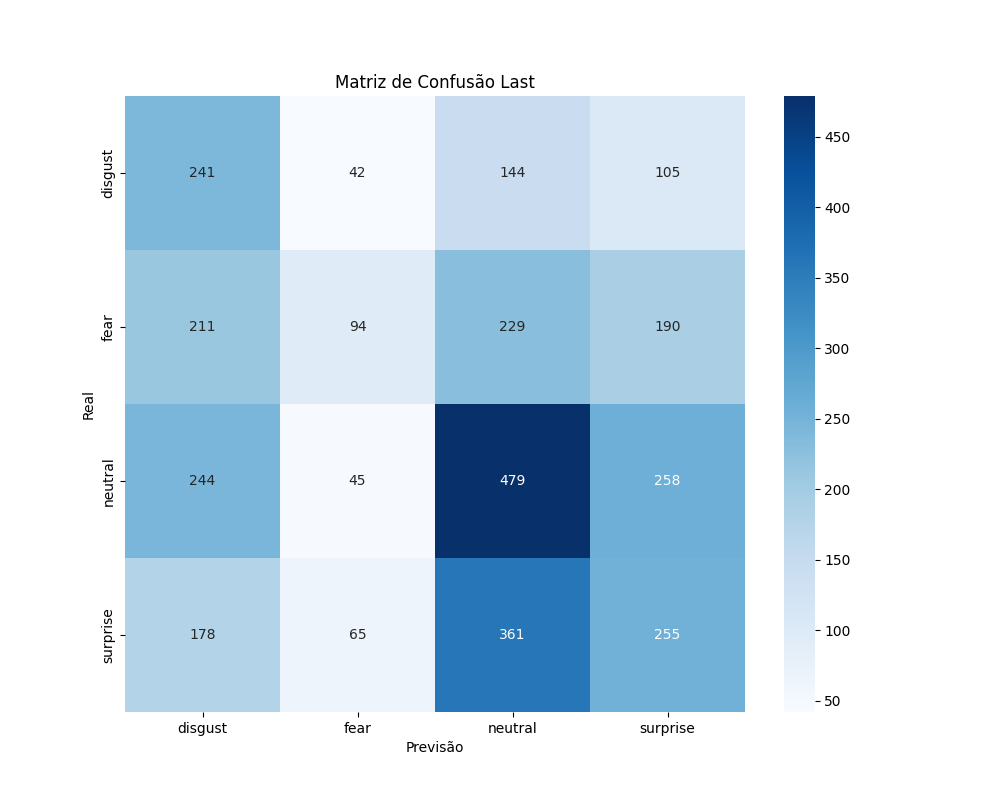 Matriz de Confusão Last
disgust 241 42 144 105
fear 211 94 229 190
neutral 244 45 479 258
surprise 178 65 361 255
disgust fear neutral surprise
Previsão
Real
450
400
350
300
250
200
150
100
50